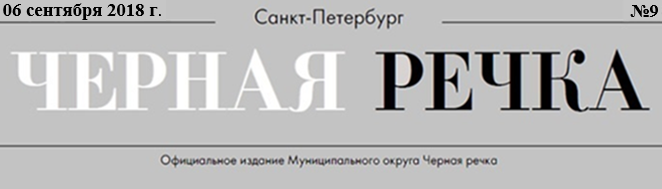 06 сентября 2018 г. Санкт-Петербург №9
ЧЕРНАЯ РЕЧКА
Официальное издание Муниципального округа Черная речка